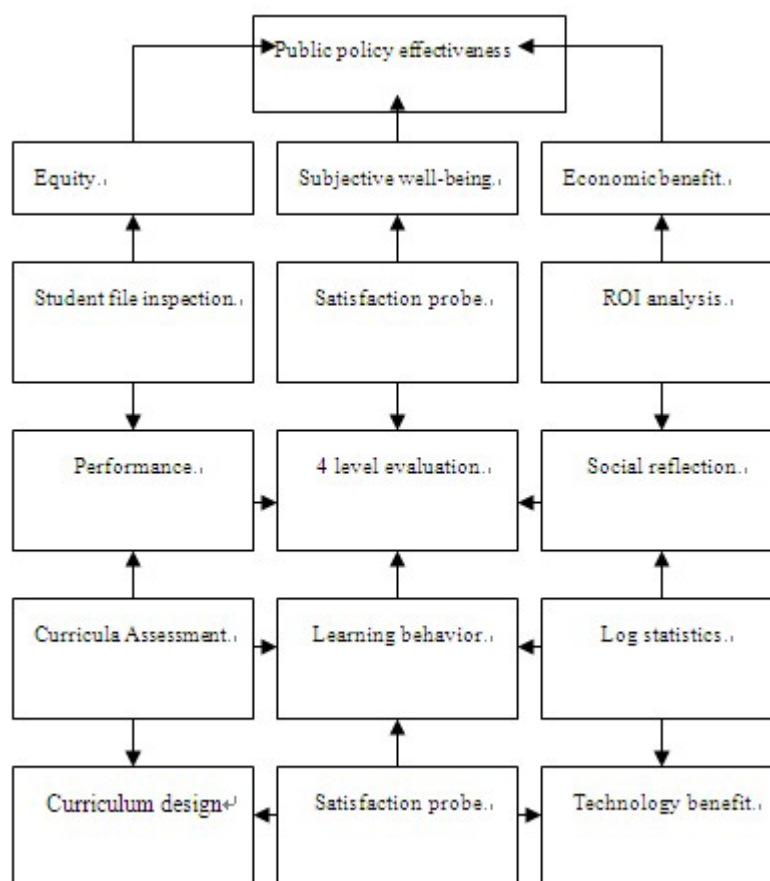 Public policy effectiveness
Equity.
Subjective well-being.
Economic benefit.
Student file inspection.
Satisfaction probe.
ROI analysis.
Performance.
4 level evaluation.
Social reflection.
Curricula Assessment.
Learning behavior.
Log statistics.
Curriculum design↵
Satisfaction probe.
Technology benefit.